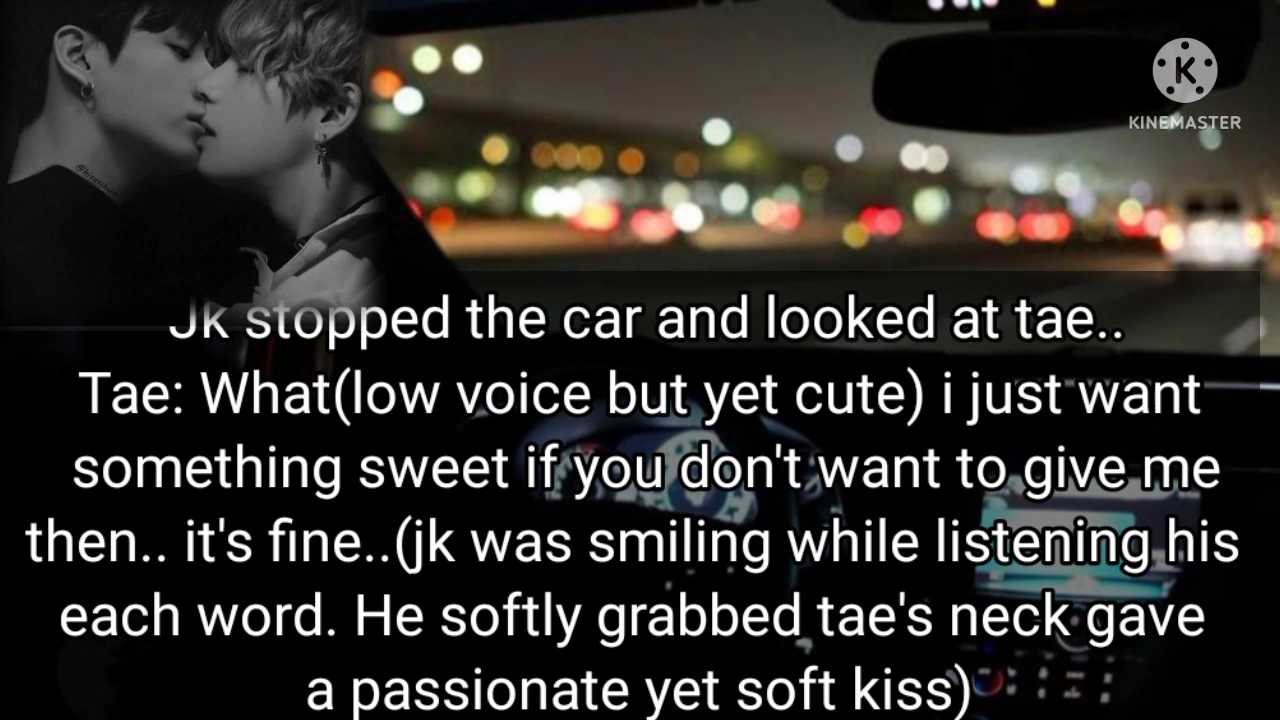 KINEMASTER
Jk stopped the car and looked at tae..
Tae: What(low voice but yet cute) i just want
something sweet if you don't want to give me
then.. it's fine..(jk was smiling while listening his
each word. He softly grabbed tae's neck gave
a passionate yet soft kiss)